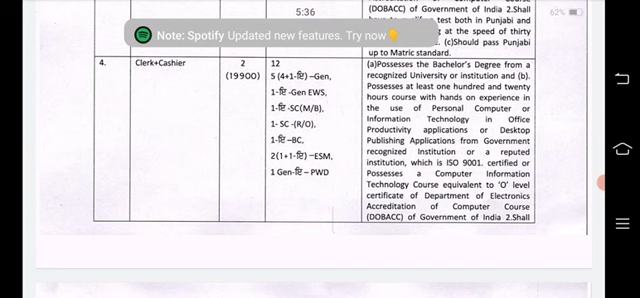 5:36
62%
(DOBACC) of Government of India 2.Shall
test both in Punjabi and
at the speed of thirty
(c)Should pass Punjabi
up to Matric standard.
Note: Spotify Updated new features. Try now👇
4. Clerk+Cashier
2
(19900)
12
5 (4+1-ਇ) –Gen,
1-ਇ -Gen EWS,
1-ਇ -SC(M/B),
1- SC -(R/O),
1-ਇ –BC,
2(1+1-ਇ) –ESM,
1 Gen-ਇ – PWD
(a)Possesses the Bachelor's Degree from a
recognized University or institution and (b).
Possesses at least one hundred and twenty
hours course with hands on experience in
the use of Personal Computer or
Information Technology in Office
Productivity applications or Desktop
Publishing Applications from Government
recognized Institution or a reputed
institution, which is ISO 9001. certified or
Possesses a Computer Information
Technology Course equivalent to 'O' level
certificate of Department of Electronics
Accreditation of Computer Course
(DOBACC) of Government of India 2.Shall